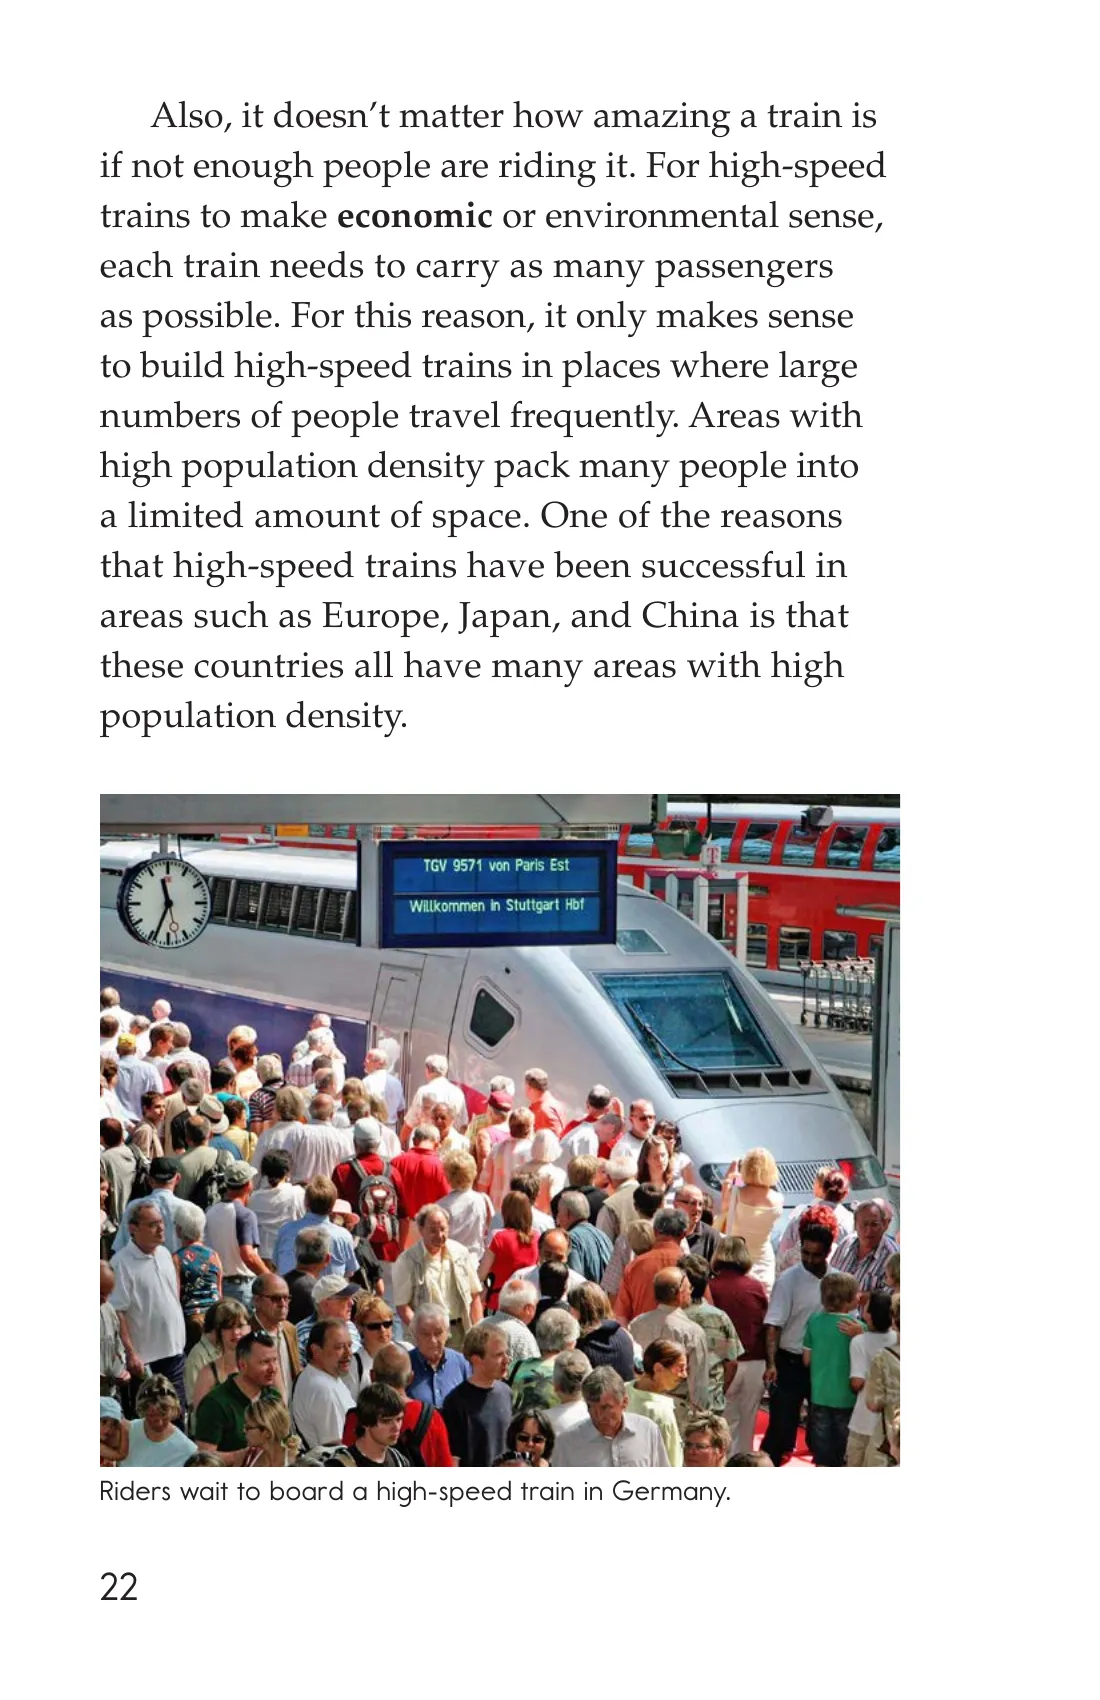 Also, it doesn’t matter how amazing a train is
if not enough people are riding it. For high-speed
trains to make economic or environmental sense,
each train needs to carry as many passengers
as possible. For this reason, it only makes sense
to build high-speed trains in places where large
numbers of people travel frequently. Areas with
high population density pack many people into
a limited amount of space. One of the reasons
that high-speed trains have been successful in
areas such as Europe, Japan, and China is that
these countries all have many areas with high
population density.
TGV 9571 von Paris Est
Willkommen in Stuttgart Hbf
T
Riders wait to board a high-speed train in Germany.
22